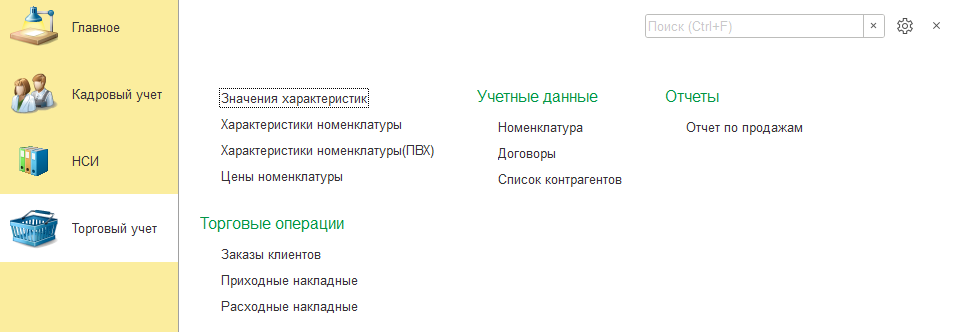 Главное
Кадровый учет
НСИ
Торговый учет
Поиск (Ctrl+F)
Значения характеристик
Характеристики номенклатуры
Характеристики номенклатуры(ПВХ)
Цены номенклатуры
Торговые операции
Заказы клиентов
Приходные накладные
Расходные накладные
Учетные данные
Номенклатура
Договоры
Список контрагентов
Отчеты
Отчет по продажам